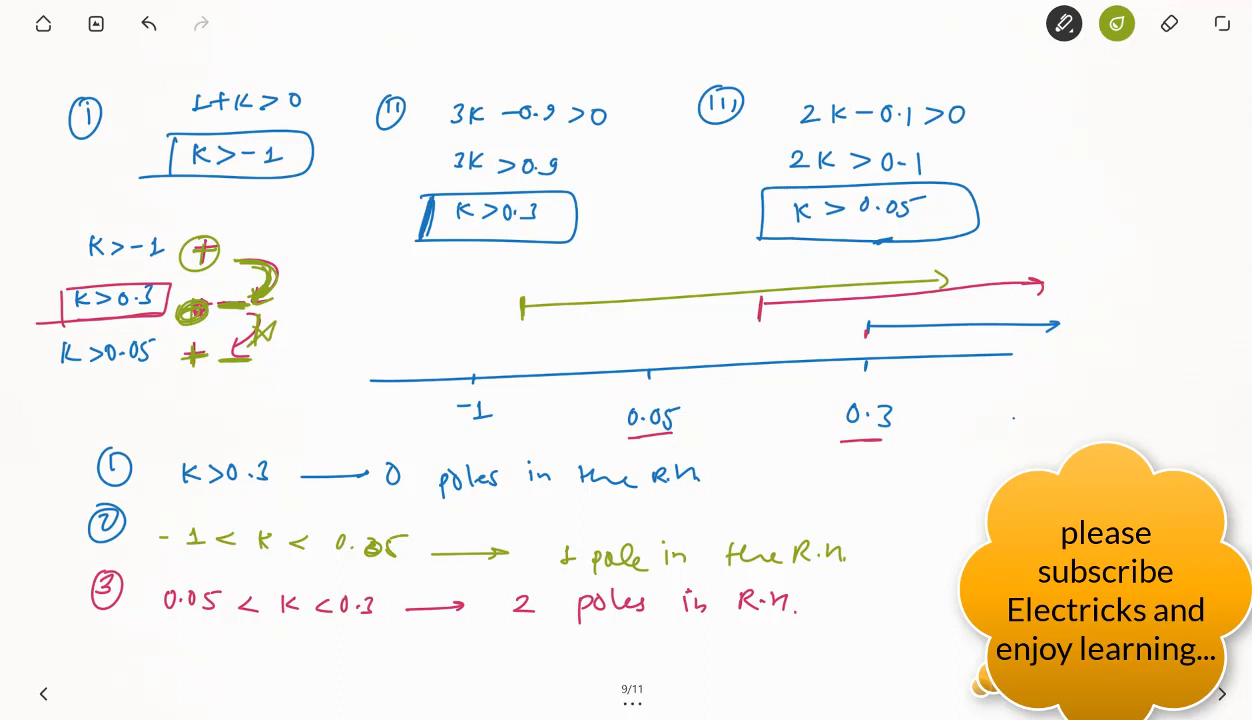 (i) 1+K>0
K>-1
(ii) 3K-0.9>0
3K>0.9
K>0.3
(iii) 2K-0.1>0
2K>0.1
K>0.05
K>-1 +
K>0.3 + −
K>0.05 + −
-1 0.05 0.3
① K>0.3 → 0 poles in the R.H
② -1<K<0.05 → 1 pole in the R.H.
③ 0.05<K<0.3 → 2 poles in R.H.
please
subscribe
Electricks and
enjoy learning...
9/11